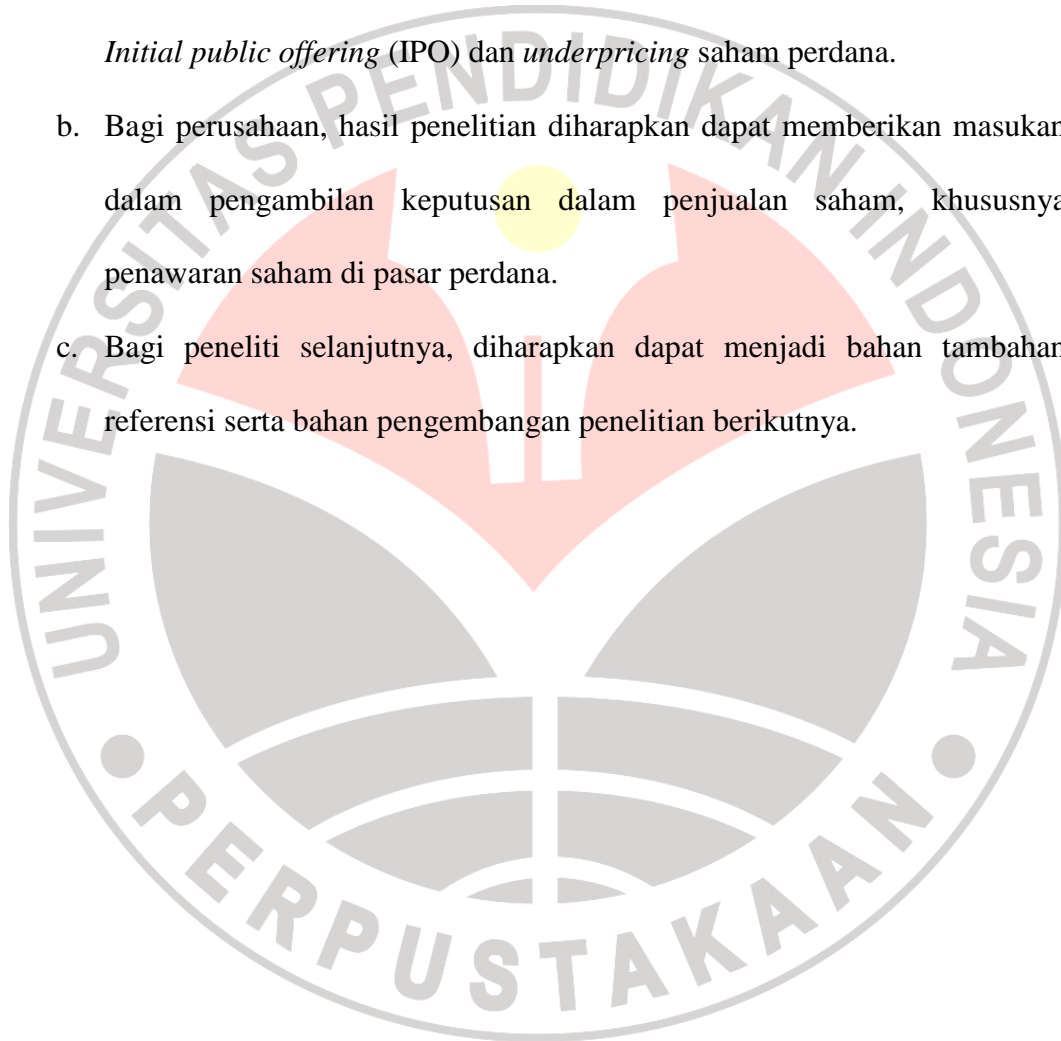 Initial public offering (IPO) dan underpricing saham perdana.
b. Bagi perusahaan, hasil penelitian diharapkan dapat memberikan masukan
dalam pengambilan keputusan dalam penjualan saham, khususnya
penawaran saham di pasar perdana.
c. Bagi peneliti selanjutnya, diharapkan dapat menjadi bahan tambahan
referensi serta bahan pengembangan penelitian berikutnya.
UNIVERSITAS PENDIDIKAN INDONESIA
PERPUSTAKAAN